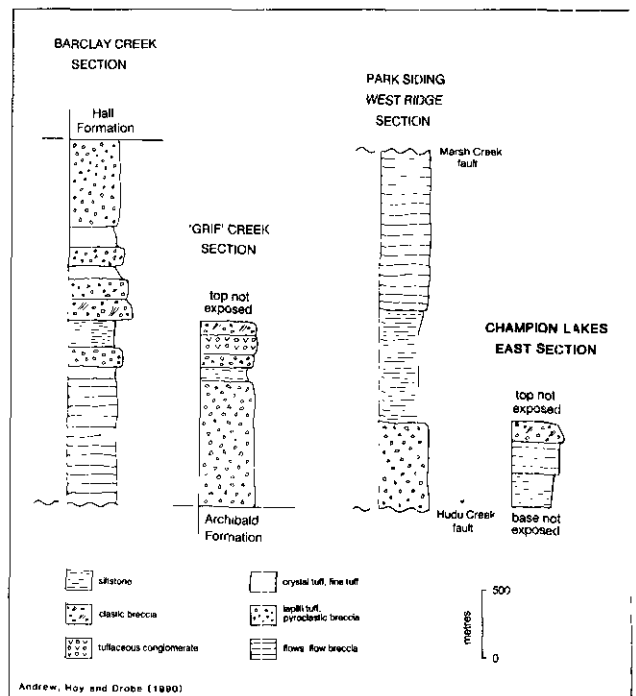 BARCLAY CREEK
SECTION
Hall
Formation
'GRIF' CREEK
SECTION
top not
exposed
Archibald
Formation
PARK SIDING
WEST RIDGE
SECTION
Marsh Creek
fault
Hudu Creek
fault
CHAMPION LAKES
EAST SECTION
top not
exposed
base not
exposed
siltstone
clastic breccia
tuffaceous conglomerate
crystal tuff, fine tuff
lapilli tuff,
pyroclastic breccia
flows flow breccia
500
metres
0
Andrew, Hoy and Drobe (1990)